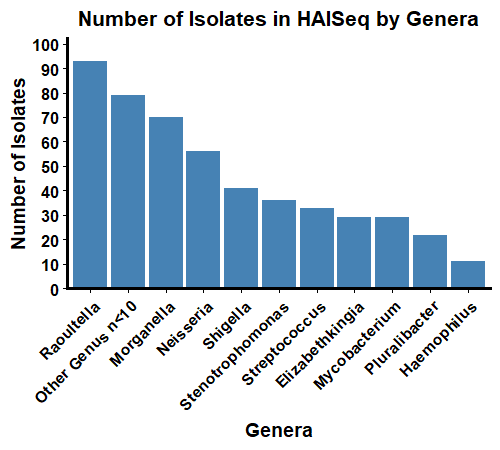 Number of Isolates in HAISeq by Genera
Number of Isolates
100
90
80
70
60
50
40
30
20
10
0
Raoultella
Other Genus n<10
Morganella
Neisseria
Shigella
Stenotrophomonas
Streptococcus
Elizabethkingia
Mycobacterium
Pluralibacter
Haemophilus
Genera